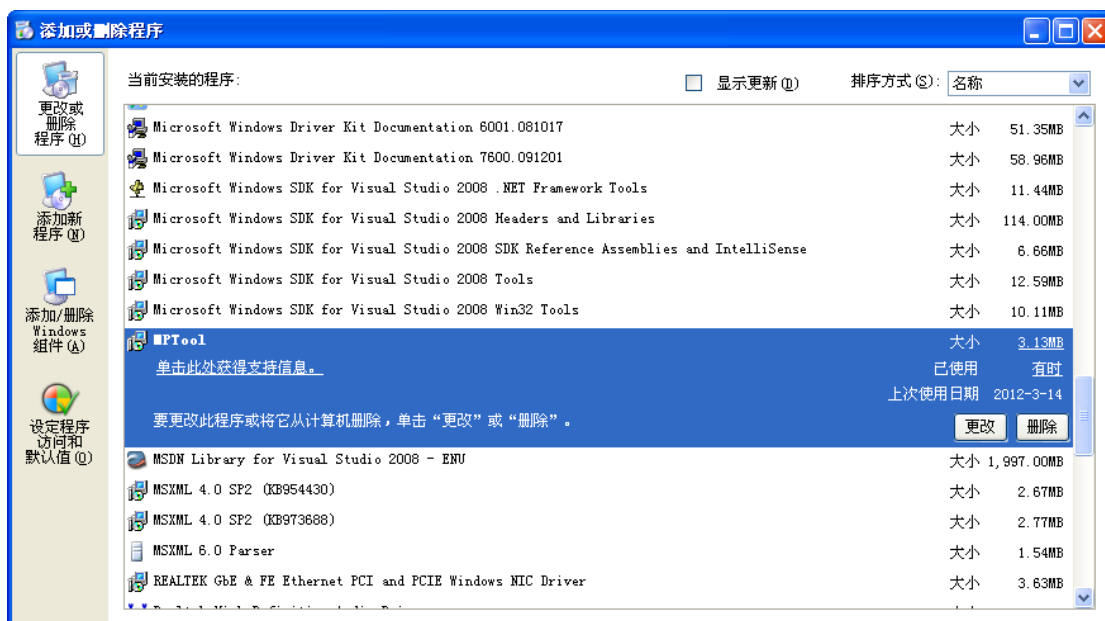 添加或删除程序
更改或
删除
程序(H)
添加新
程序(N)
添加/删除
Windows
组件(A)
设定程序
访问和
默认值(O)
当前安装的程序:
显示更新(D)
排序方式(S): 名称
Microsoft Windows Driver Kit Documentation 6001.081017 大小 51.35MB
Microsoft Windows Driver Kit Documentation 7600.091201 大小 58.96MB
Microsoft Windows SDK for Visual Studio 2008 .NET Framework Tools 大小 11.44MB
Microsoft Windows SDK for Visual Studio 2008 Headers and Libraries 大小 114.00MB
Microsoft Windows SDK for Visual Studio 2008 SDK Reference Assemblies and IntelliSense 大小 6.66MB
Microsoft Windows SDK for Visual Studio 2008 Tools 大小 12.59MB
Microsoft Windows SDK for Visual Studio 2008 Win32 Tools 大小 10.11MB
MPTool 大小 3.13MB
单击此处获得支持信息。 已使用 有时
上次使用日期 2012-3-14
要更改此程序或将它从计算机删除，单击“更改”或“删除”。 更改 删除
MSDN Library for Visual Studio 2008 - ENU 大小 1,997.00MB
MSXML 4.0 SP2 (KB954430) 大小 2.67MB
MSXML 4.0 SP2 (KB973688) 大小 2.77MB
MSXML 6.0 Parser 大小 1.54MB
REALTEK GbE & FE Ethernet PCI and PCIE Windows NIC Driver 大小 3.63MB